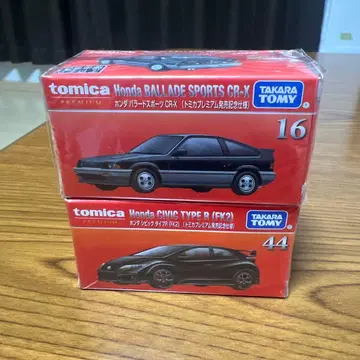 tomica
PREMIUM
Honda BALLADE SPORTS CR-X
ホンダ バラードスポーツ CR-X (トミカプレミアム発売記念仕様)
TAKARA
TOMY
16
tomica
PREMIUM
Honda CIVIC TYPE R (FK2)
ホンダ シビック タイプR (FK2) (トミカプレミアム発売記念仕様)
TAKARA
TOMY
44